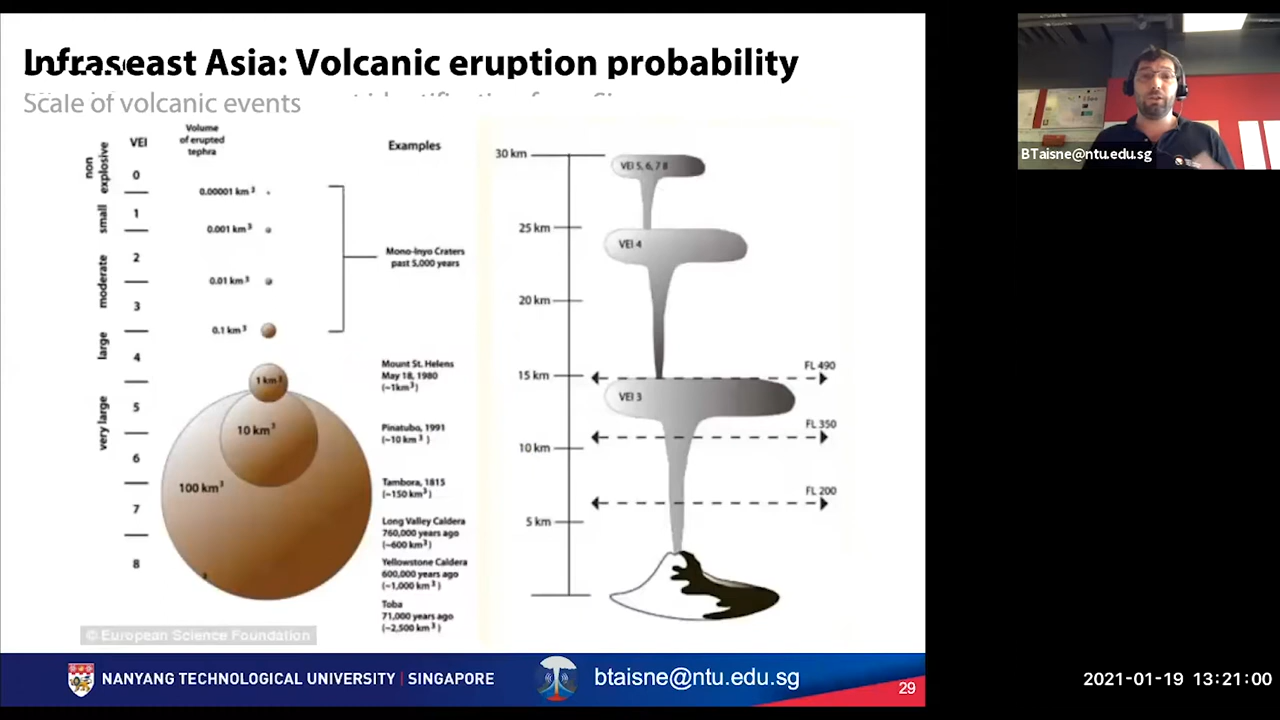 Infraseast Asia: Volcanic eruption probability
Scale of volcanic events
BTaisne@ntu.edu.sg
VEI
Volume
of erupted
tephra
Examples
non
explosive
small
moderate
large
very large
0
1
2
3
4
5
6
7
8
0.00001 km³
0.001 km³
0.01 km³
0.1 km³
1 km³
10 km³
100 km³
Mono-Inyo Craters
past 5,000 years
Mount St. Helens
May 18, 1980
(~1km³)
Pinatubo, 1991
(~10 km³)
Tambora, 1815
(~150 km³)
Long Valley Caldera
760,000 years ago
(~600 km³)
Yellowstone Caldera
600,000 years ago
(~1,000 km³)
Toba
71,000 years ago
(~2,500 km³)
30 km
25 km
20 km
15 km
10 km
5 km
VEI 5, 6, 7 8
VEI 4
VEI 3
FL 490
FL 350
FL 200
© European Science Foundation
NANYANG TECHNOLOGICAL UNIVERSITY | SINGAPORE
btaisne@ntu.edu.sg
29
2021-01-19 13:21:00